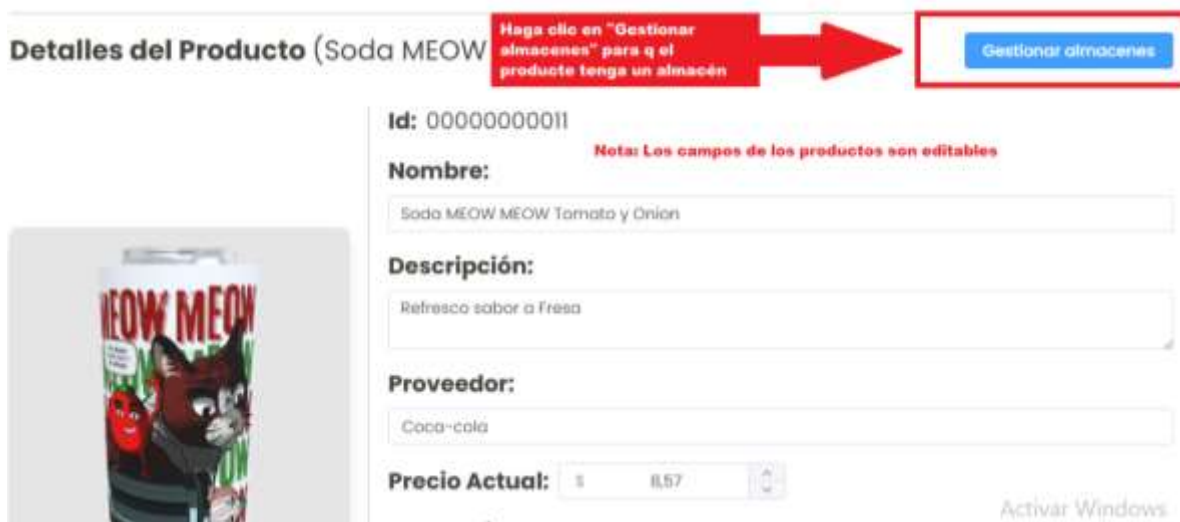 Detalles del Producto (Soda MEOW
Haga clic en "Gestionar
almacenes" para q el
producte tenga un almacén
Gestionar almacenes
Id: 00000000011
Nota: Los campos de los productos son editables
Nombre:
Soda MEOW MEOW Tomato y Onion
Descripción:
Refresco sabor a Fresa
MEOW MEOW
Proveedor:
Coca-cola
Precio Actual: $ 8,57
Activar Windows